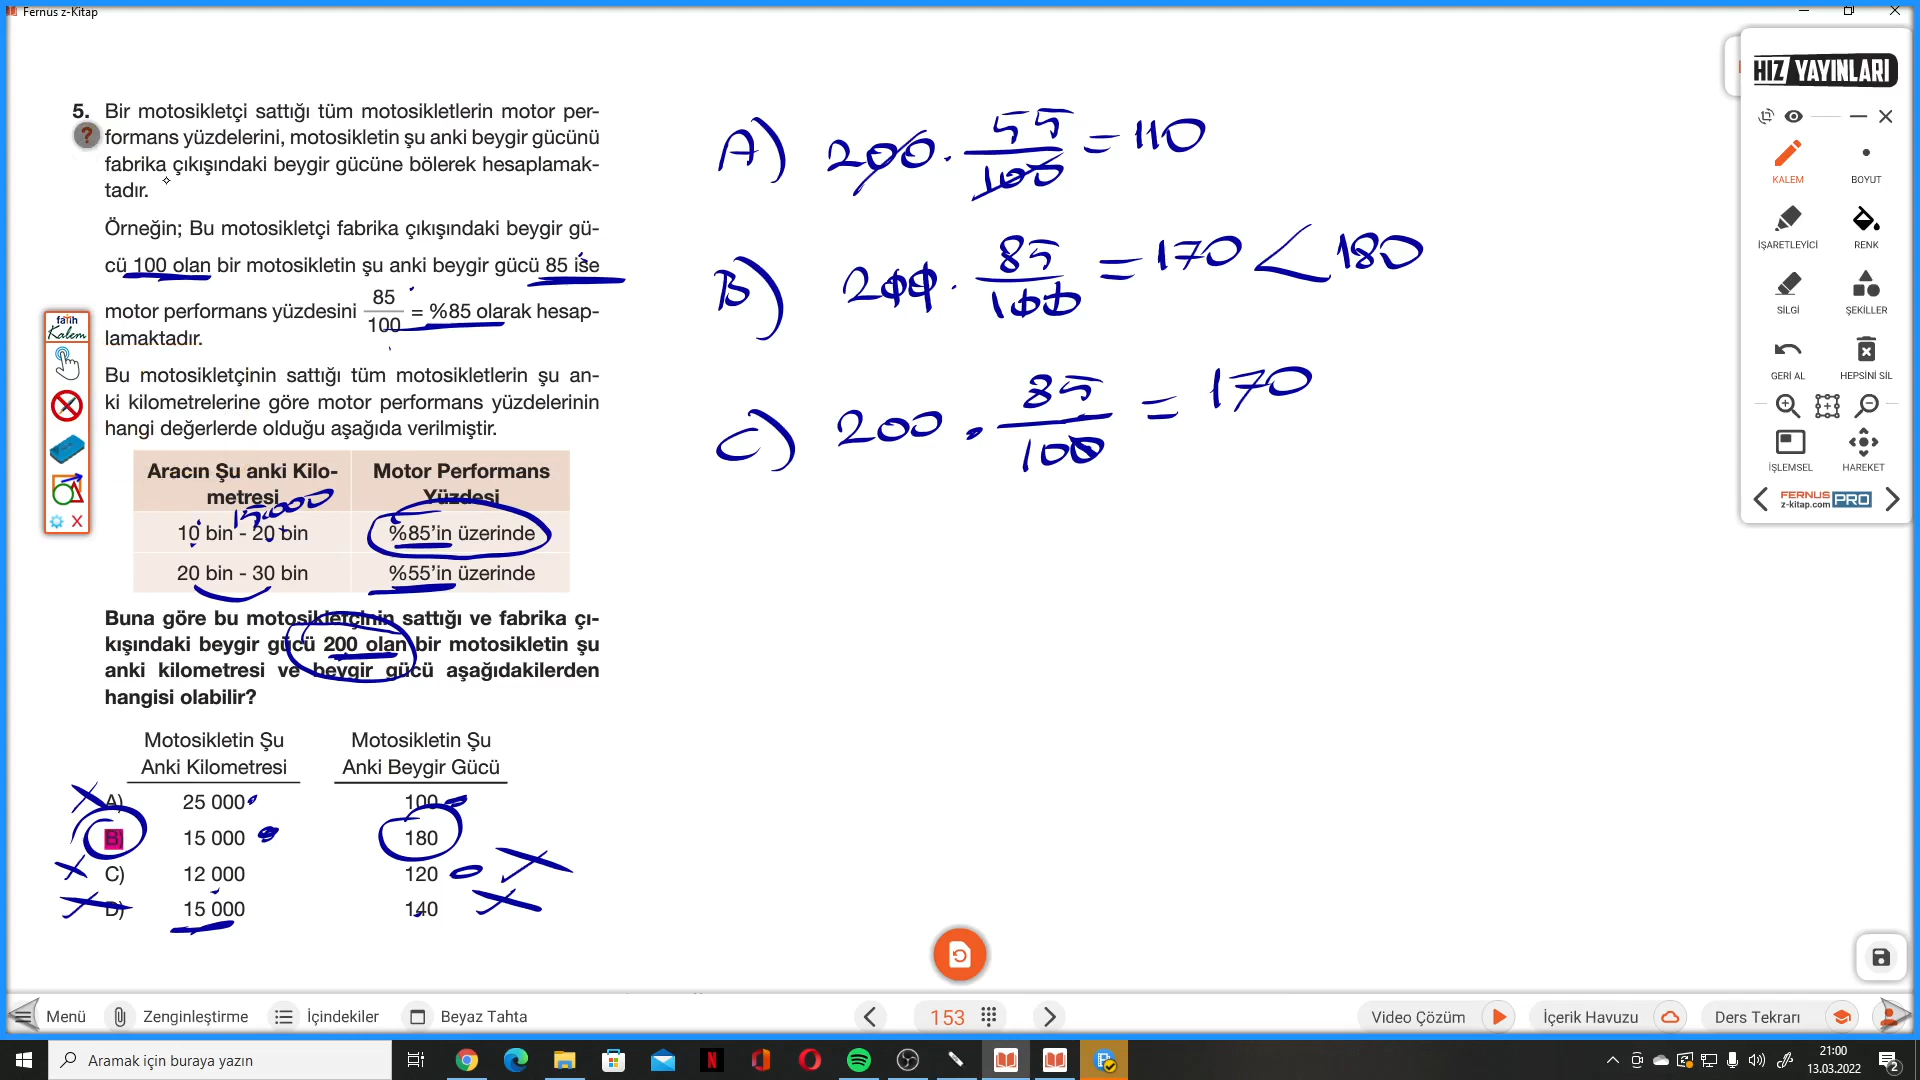 Fernus z-Kitap
5. Bir motosikletçi sattığı tüm motosikletlerin motor per-
formans yüzdelerini, motosikletin şu anki beygir gücünü
fabrika çıkışındaki beygir gücüne bölerek hesaplamak-
tadır.
Örneğin; Bu motosikletçi fabrika çıkışındaki beygir gü-
cü 100 olan bir motosikletin şu anki beygir gücü 85 ise
motor performans yüzdesini 85/100 = %85 olarak hesap-
lamaktadır.
Bu motosikletçinin sattığı tüm motosikletlerin şu an-
ki kilometrelerine göre motor performans yüzdelerinin
hangi değerlerde olduğu aşağıda verilmiştir.
Aracın Şu anki Kilo-
metresi
Motor Performans
Yüzdesi
15000
10 bin - 20 bin %85'in üzerinde
20 bin - 30 bin %55'in üzerinde
Buna göre bu motosikletçinin sattığı ve fabrika çı-
kışındaki beygir gücü 200 olan bir motosikletin şu
anki kilometresi ve beygir gücü aşağıdakilerden
hangisi olabilir?
Motosikletin Şu
Anki Kilometresi
Motosikletin Şu
Anki Beygir Gücü
A) 25 000 100
B) 15 000 180
C) 12 000 120
D) 15 000 140
A) 200 . 55/100 = 110
B) 200 . 85/100 = 170 < 180
C) 200 . 85/100 = 170
fatih
Kalem
X
HIZ YAYINLARI
KALEM BOYUT
İŞARETLEYİCİ RENK
SİLGİ ŞEKİLLER
GERİ AL HEPSİNİ SİL
İŞLEMSEL HAREKET
FERNUS PRO
z-kitap.com
Menü Zenginleştirme İçindekiler Beyaz Tahta 153 Video Çözüm İçerik Havuzu Ders Tekrarı
Aramak için buraya yazın
21:00
13.03.2022
2